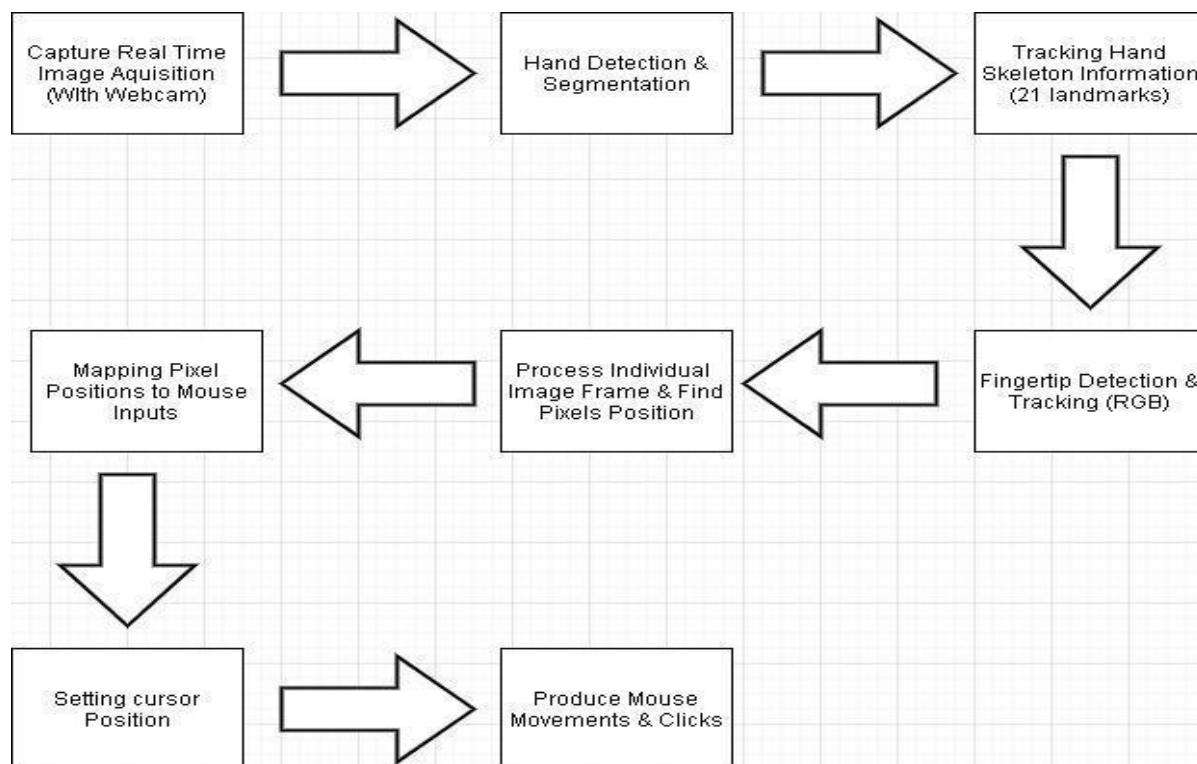 Capture Real Time
Image Aquisition
(WIth Webcam)
Hand Detection &
Segmentation
Tracking Hand
Skeleton Information
(21 landmarks)
Fingertip Detection &
Tracking (RGB)
Process Individual
Image Frame & Find
Pixels Position
Mapping Pixel
Positions to Mouse
Inputs
Setting cursor
Position
Produce Mouse
Movements & Clicks